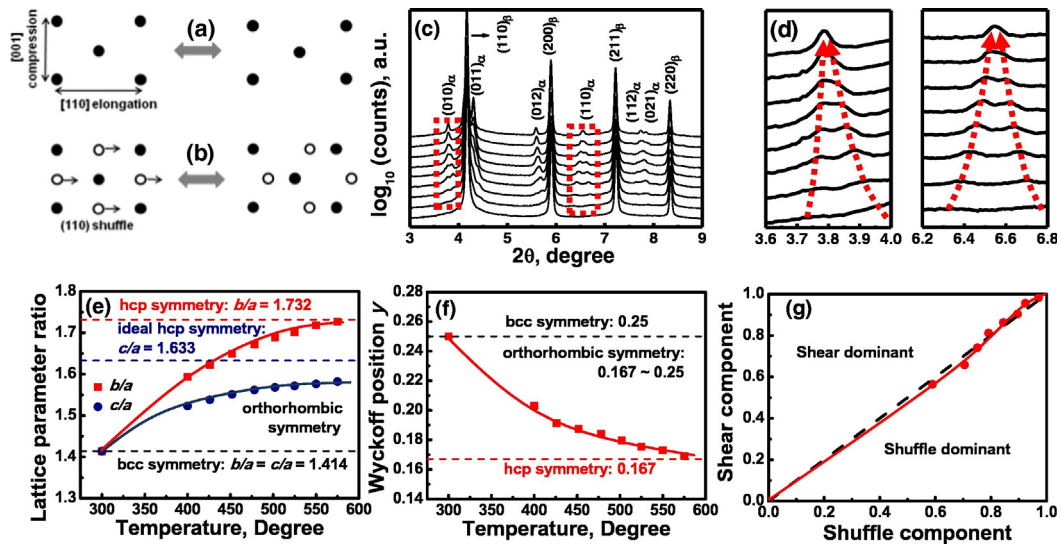 (a)
[001]
compression
[110] elongation
(b)
(110) shuffle
(c)
log10 (counts), a.u.
(010)α
(011)α
(110)β
(012)α
(200)β
(110)α
(211)β
(112)α
(021)α
(220)β
3 4 5 6 7 8 9
2θ, degree
(d)
3.6 3.8 4.0
6.2 6.4 6.6 6.8
(e)
Lattice parameter ratio
1.8
1.7
1.6
1.5
1.4
1.3
hcp symmetry: b/a = 1.732
ideal hcp symmetry:
c/a = 1.633
b/a
c/a
orthorhombic
symmetry
bcc symmetry: b/a = c/a = 1.414
300 350 400 450 500 550 600
Temperature, Degree
(f)
Wyckoff position y
0.28
0.26
0.24
0.22
0.20
0.18
0.16
0.14
bcc symmetry: 0.25
orthorhombic symmetry:
0.167 ~ 0.25
hcp symmetry: 0.167
300 350 400 450 500 550 600
Temperature, Degree
(g)
Shear component
1.0
0.8
0.6
0.4
0.2
0.0
Shear dominant
Shuffle dominant
0.0 0.2 0.4 0.6 0.8 1.0
Shuffle component